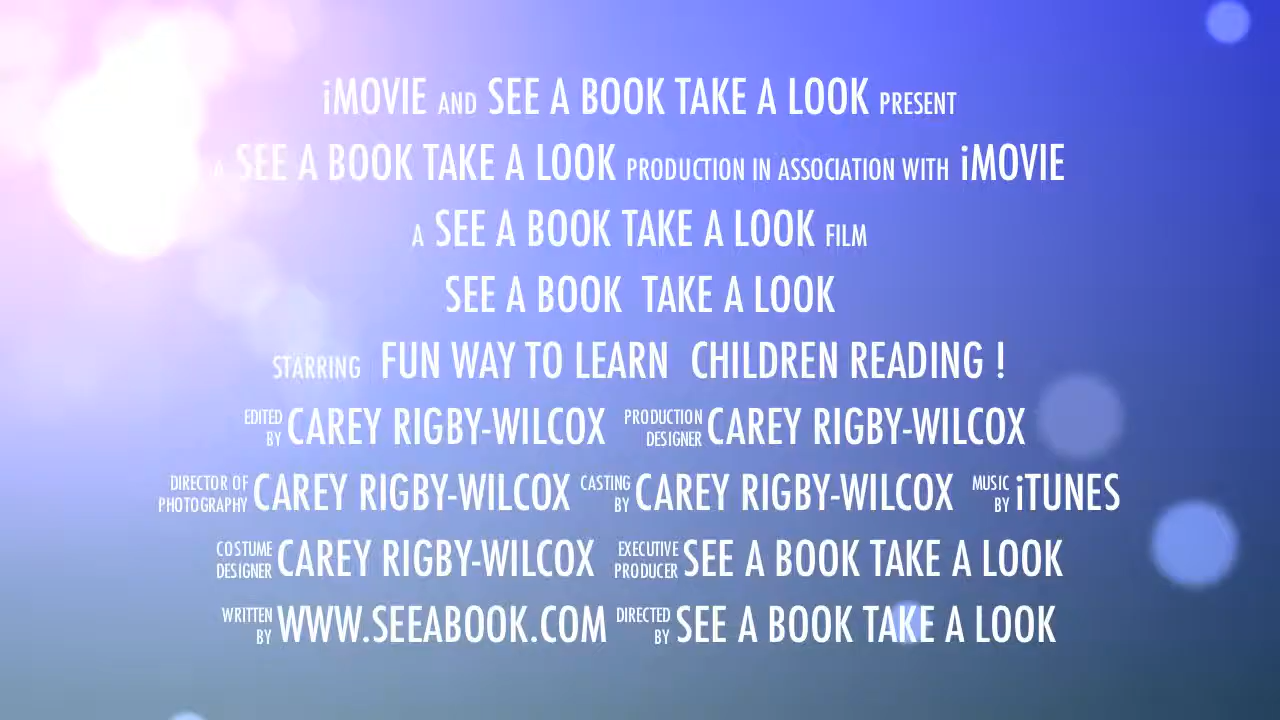 iMOVIE AND SEE A BOOK TAKE A LOOK PRESENT
A SEE A BOOK TAKE A LOOK PRODUCTION IN ASSOCIATION WITH iMOVIE
A SEE A BOOK TAKE A LOOK FILM
SEE A BOOK TAKE A LOOK
STARRING FUN WAY TO LEARN CHILDREN READING !
EDITED BY CAREY RIGBY-WILCOX PRODUCTION DESIGNER CAREY RIGBY-WILCOX
DIRECTOR OF PHOTOGRAPHY CAREY RIGBY-WILCOX CASTING BY CAREY RIGBY-WILCOX MUSIC BY iTUNES
COSTUME DESIGNER CAREY RIGBY-WILCOX EXECUTIVE PRODUCER SEE A BOOK TAKE A LOOK
WRITTEN BY WWW.SEEABOOK.COM DIRECTED BY SEE A BOOK TAKE A LOOK